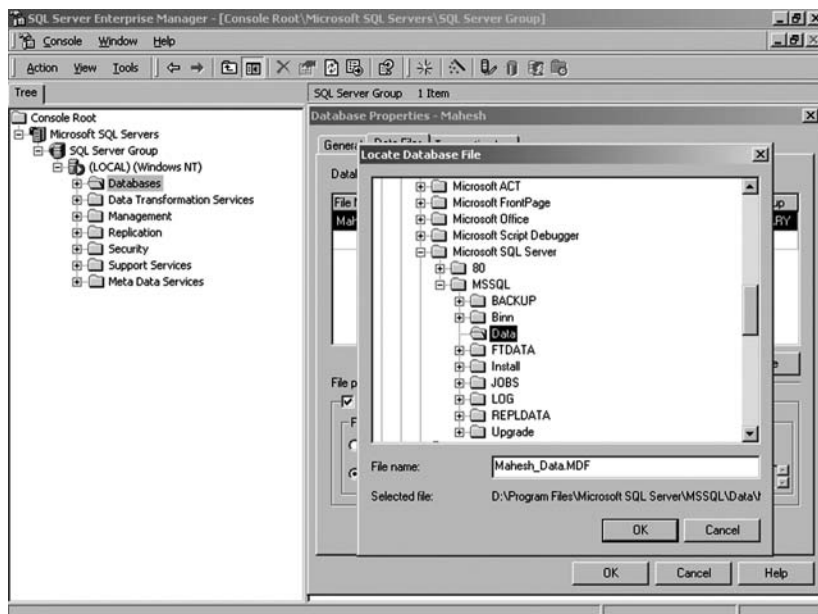 SQL Server Enterprise Manager - [Console Root\Microsoft SQL Servers\SQL Server Group]
Console Window Help
Action View Tools
Tree
SQL Server Group 1 Item
Console Root
Microsoft SQL Servers
SQL Server Group
(LOCAL) (Windows NT)
Databases
Data Transformation Services
Management
Replication
Security
Support Services
Meta Data Services
Database Properties - Mahesh
General
Locate Database File
Microsoft ACT
Microsoft FrontPage
Microsoft Office
Microsoft Script Debugger
Microsoft SQL Server
80
MSSQL
BACKUP
Binn
Data
FTDATA
Install
JOBS
LOG
REPLDATA
Upgrade
File name: Mahesh_Data.MDF
Selected file: D:\Program Files\Microsoft SQL Server\MSSQL\Data\
OK Cancel
OK Cancel Help